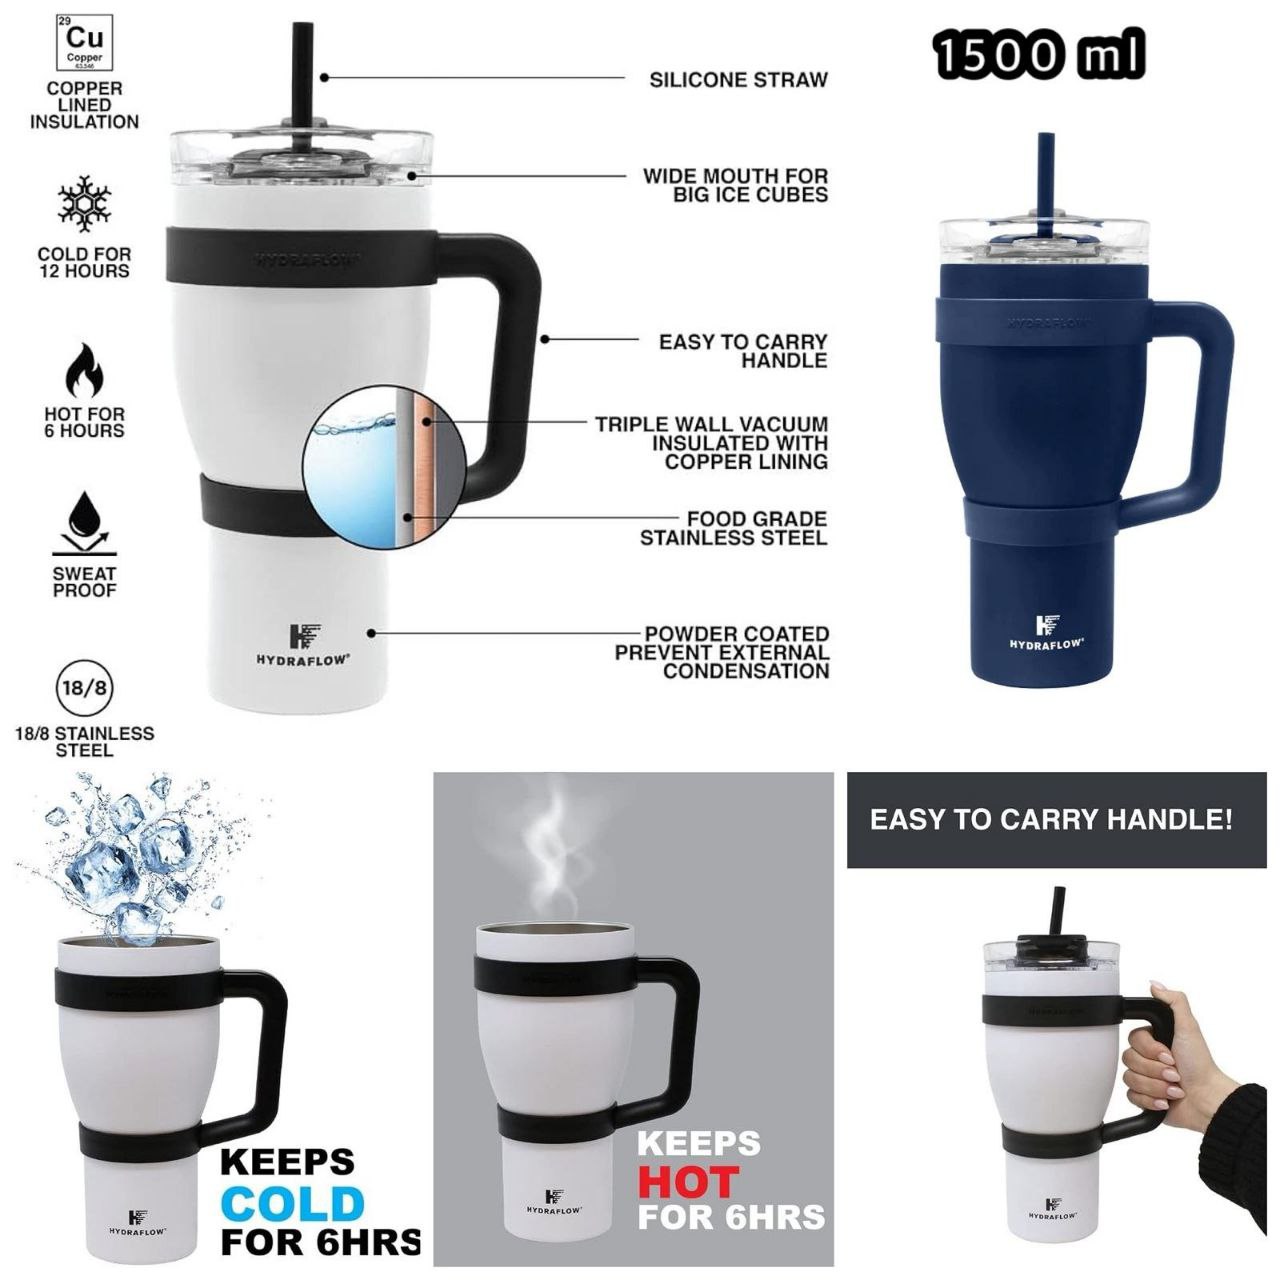 29
Cu
Copper
63.546
COPPER
LINED
INSULATION
COLD FOR
12 HOURS
HOT FOR
6 HOURS
SWEAT
PROOF
18/8
18/8 STAINLESS
STEEL
SILICONE STRAW
WIDE MOUTH FOR
BIG ICE CUBES
EASY TO CARRY
HANDLE
TRIPLE WALL VACUUM
INSULATED WITH
COPPER LINING
FOOD GRADE
STAINLESS STEEL
POWDER COATED
PREVENT EXTERNAL
CONDENSATION
HYDRAFLOW
HYDRAFLOW®
1500 ml
HYDRAFLOW
HYDRAFLOW®
KEEPS
COLD
FOR 6HRS
HYDRAFLOW®
KEEPS
HOT
FOR 6HRS
HYDRAFLOW®
EASY TO CARRY HANDLE!
HYDRAFLOW®